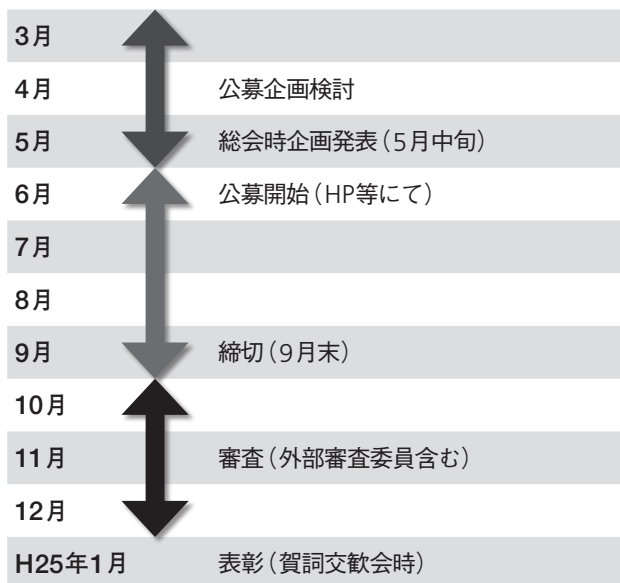 3月
4月 公募企画検討
5月 総会時企画発表（5月中旬）
6月 公募開始（HP等にて）
7月
8月
9月 締切（9月末）
10月
11月 審査（外部審査委員含む）
12月
H25年1月 表彰（賀詞交歓会時）